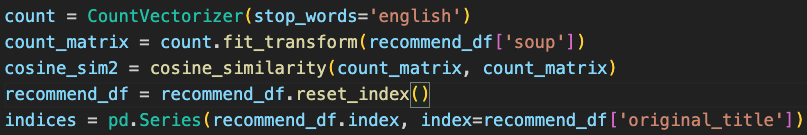 count = CountVectorizer(stop_words='english')
count_matrix = count.fit_transform(recommend_df['soup'])
cosine_sim2 = cosine_similarity(count_matrix, count_matrix)
recommend_df = recommend_df.reset_index()
indices = pd.Series(recommend_df.index, index=recommend_df['original_title'])